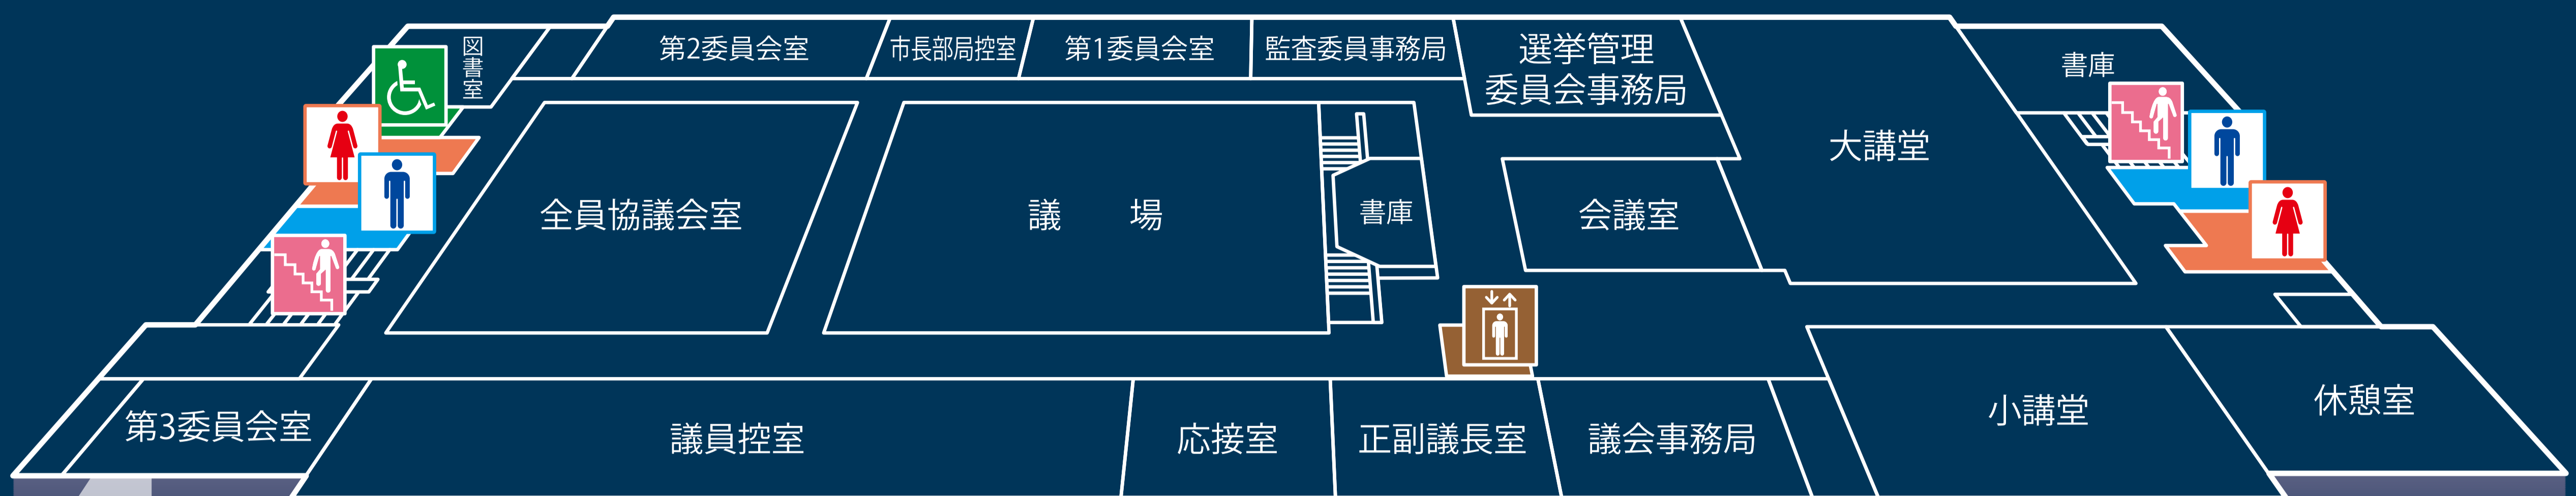 図書室
第2委員会室
市長部局控室
第1委員会室
監査委員事務局
選挙管理
委員会事務局
大講堂
書庫
全員協議会室
議　場
書庫
会議室
第3委員会室
議員控室
応接室
正副議長室
議会事務局
小講堂
休憩室